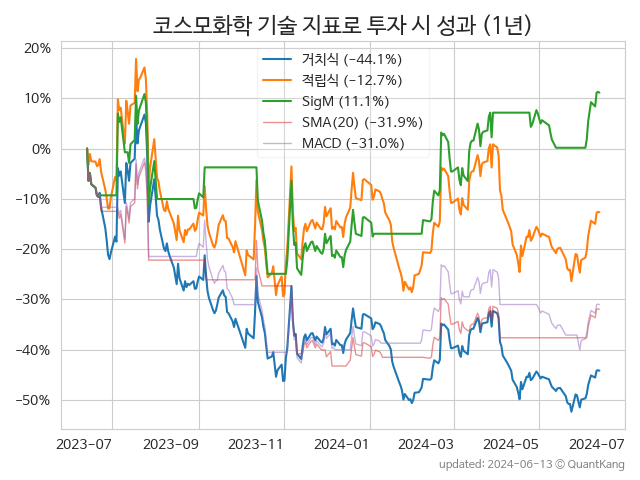 코스모화학 기술 지표로 투자 시 성과 (1년)
거치식 (−44.1%)
적립식 (−12.7%)
SigM (11.1%)
SMA(20) (−31.9%)
MACD (−31.0%)
20%
10%
0%
−10%
−20%
−30%
−40%
−50%
2023-07 2023-09 2023-11 2024-01 2024-03 2024-05 2024-07
updated: 2024-06-13 ⓒ QuantKang